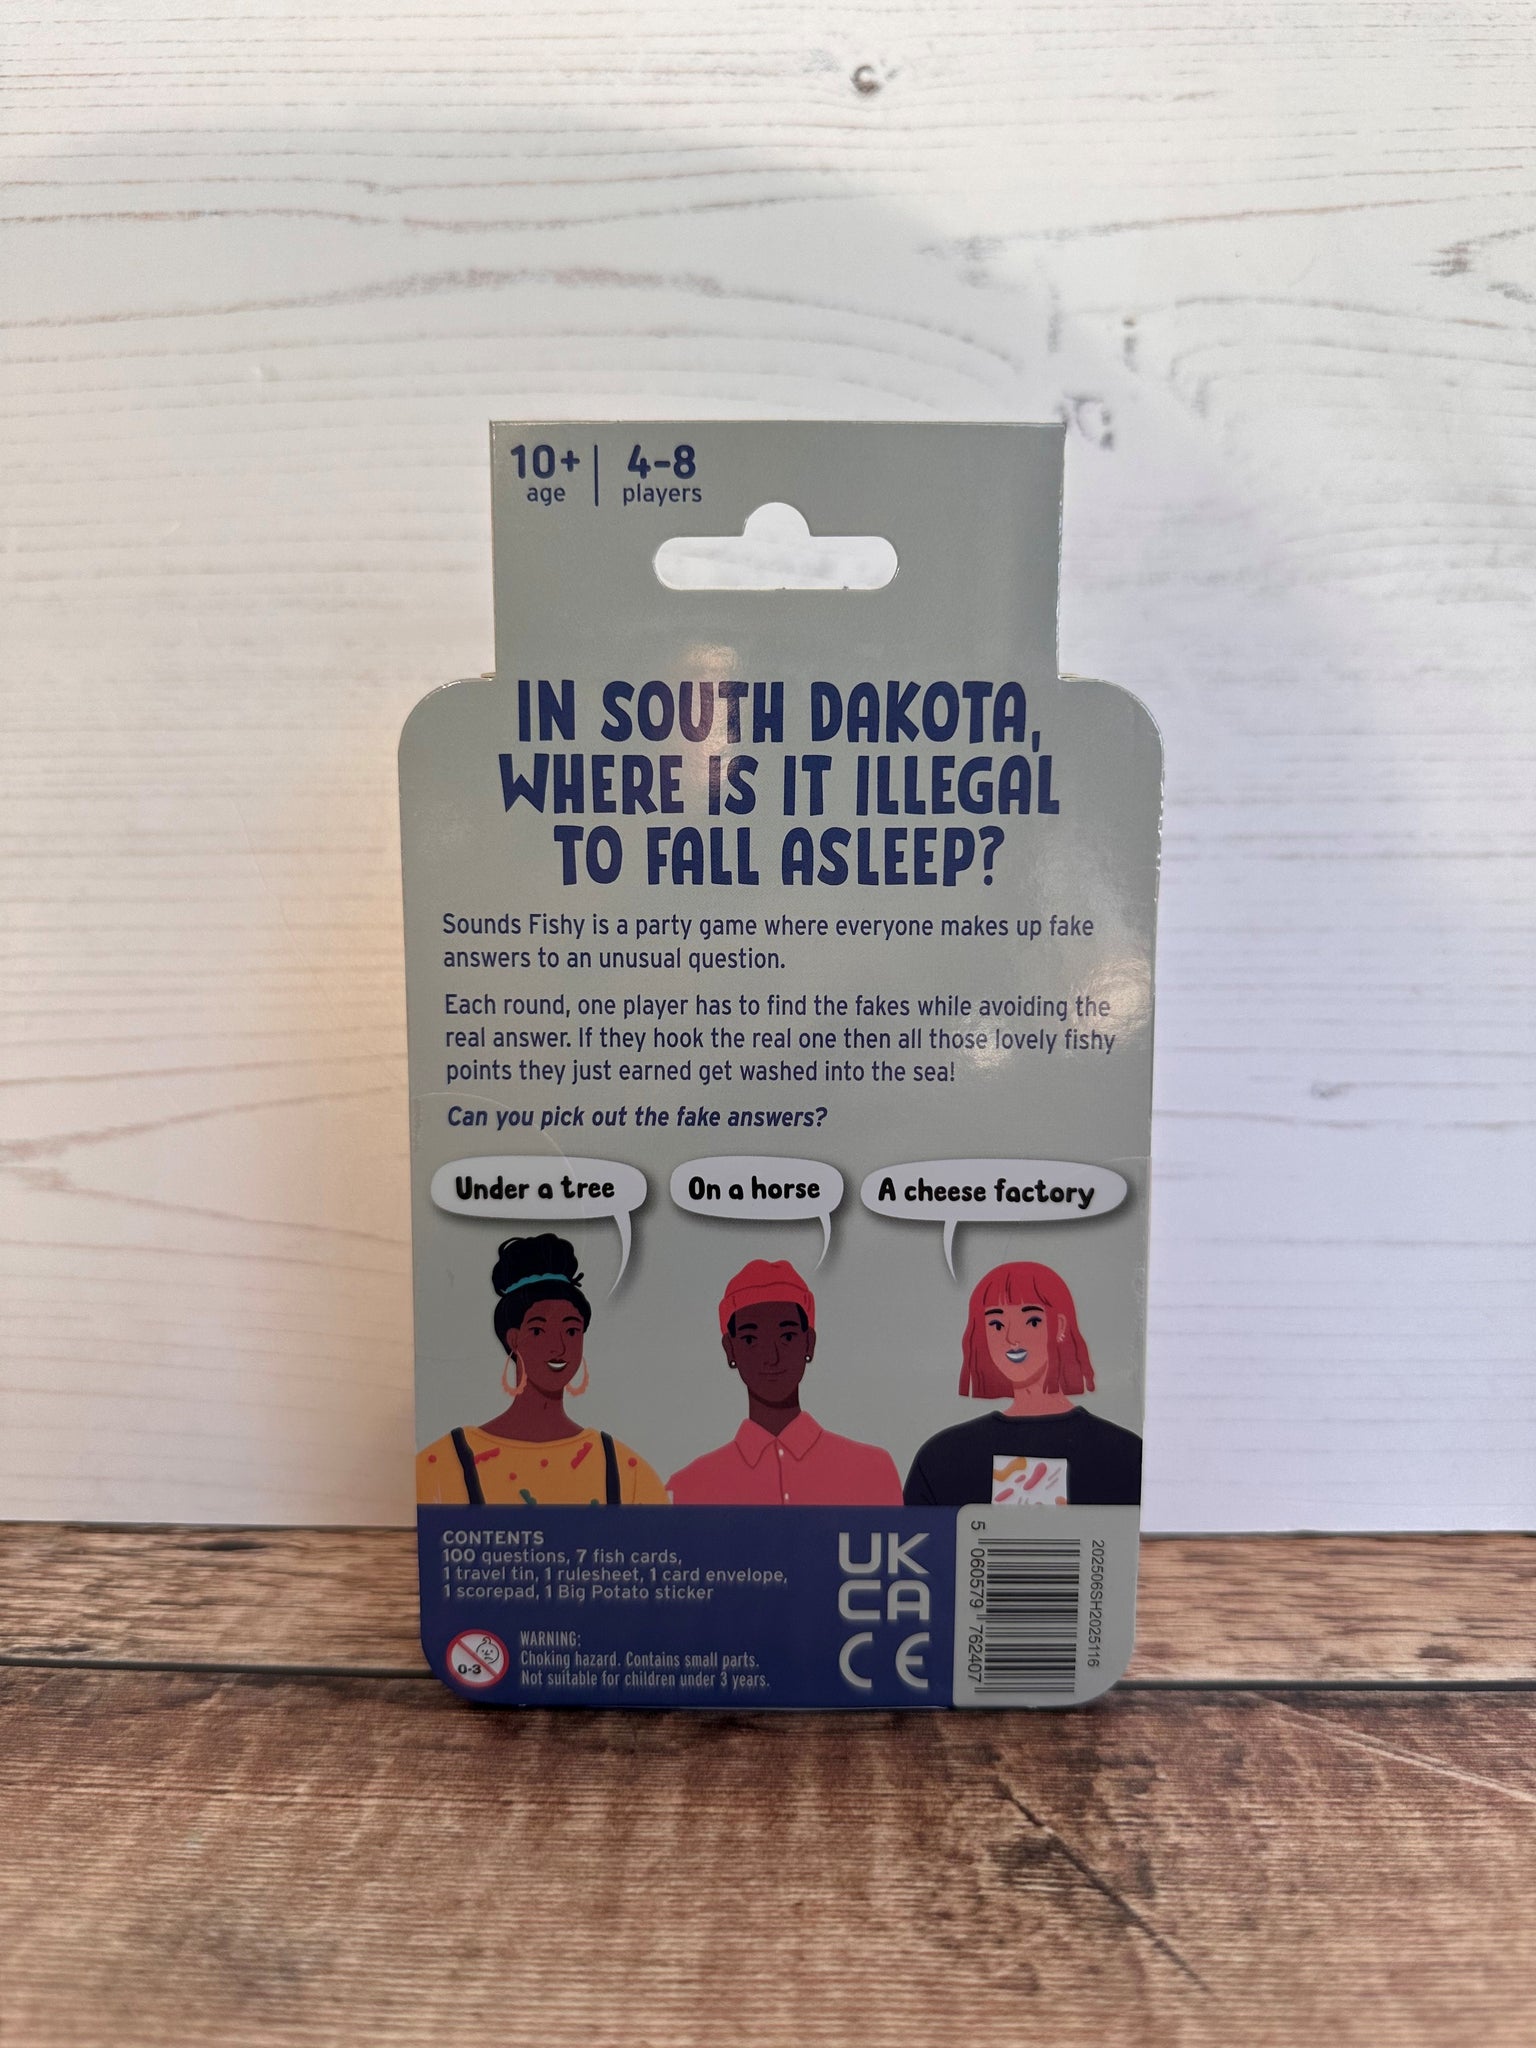 10+
age
4-8
players
IN SOUTH DAKOTA,
WHERE IS IT ILLEGAL
TO FALL ASLEEP?
Sounds Fishy is a party game where everyone makes up fake
answers to an unusual question.
Each round, one player has to find the fakes while avoiding the
real answer. If they hook the real one then all those lovely fishy
points they just earned get washed into the sea!
Can you pick out the fake answers?
Under a tree
On a horse
A cheese factory
CONTENTS
100 questions, 7 fish cards,
1 travel tin, 1 rulesheet, 1 card envelope,
1 scorepad, 1 Big Potato sticker
0-3
WARNING:
Choking hazard. Contains small parts.
Not suitable for children under 3 years.
UK
CA
CE
5 060579 762407
202506SH2025116